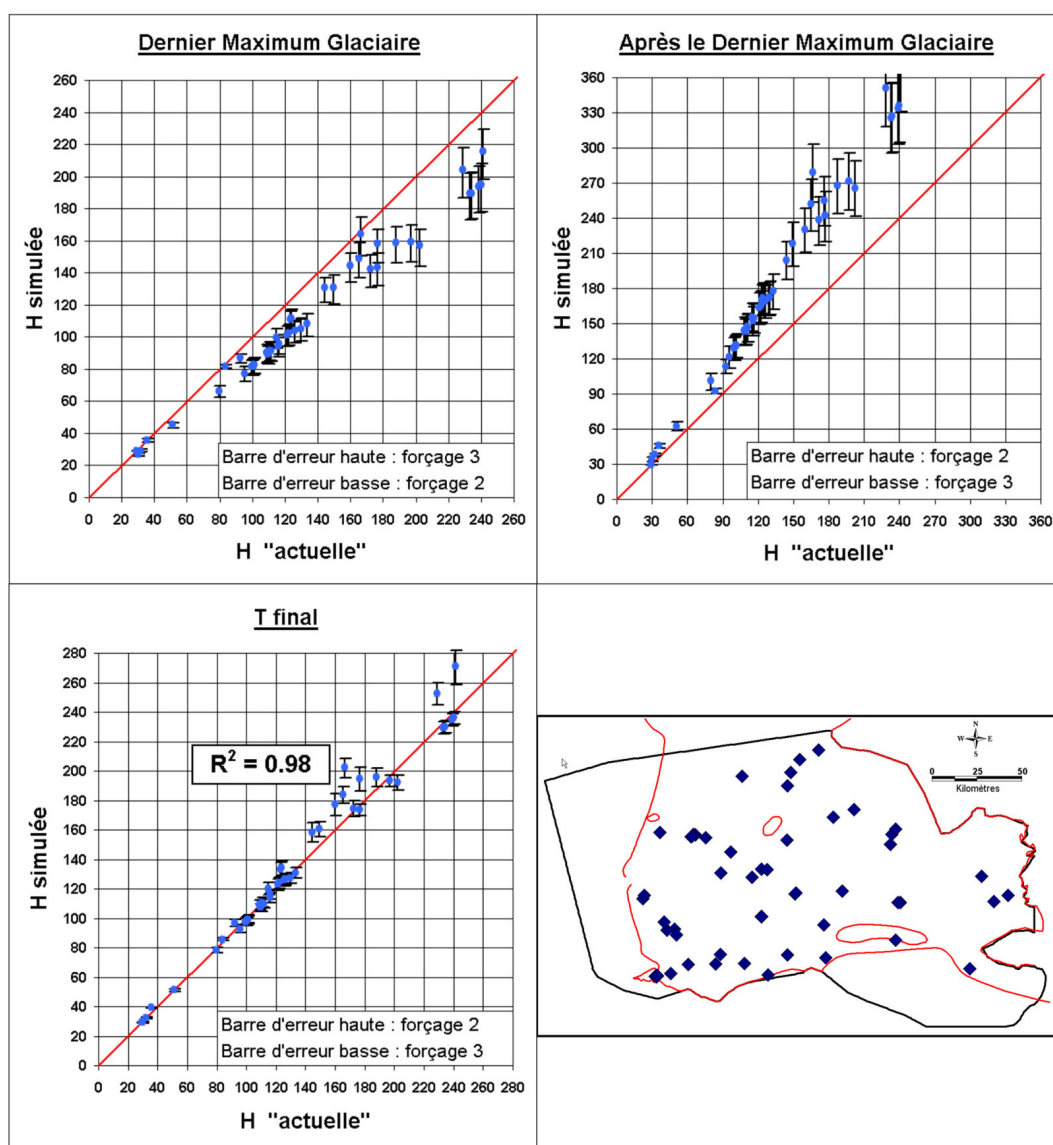 Dernier Maximum Glaciaire
260
240
220
200
180
160
140
120
100
80
60
40
20
0
H simulée
Barre d'erreur haute : forçage 3
Barre d'erreur basse : forçage 2
0 20 40 60 80 100 120 140 160 180 200 220 240 260
H "actuelle"
Après le Dernier Maximum Glaciaire
360
330
300
270
240
210
180
150
120
90
60
30
0
H simulée
Barre d'erreur haute : forçage 2
Barre d'erreur basse : forçage 3
0 30 60 90 120 150 180 210 240 270 300 330 360
H "actuelle"
T final
280
260
240
220
200
180
160
140
120
100
80
60
40
20
0
H simulée
R² = 0.98
Barre d'erreur haute : forçage 2
Barre d'erreur basse : forçage 3
0 20 40 60 80 100 120 140 160 180 200 220 240 260 280
H "actuelle"
N
W E
S
0 25 50
Kilomètres